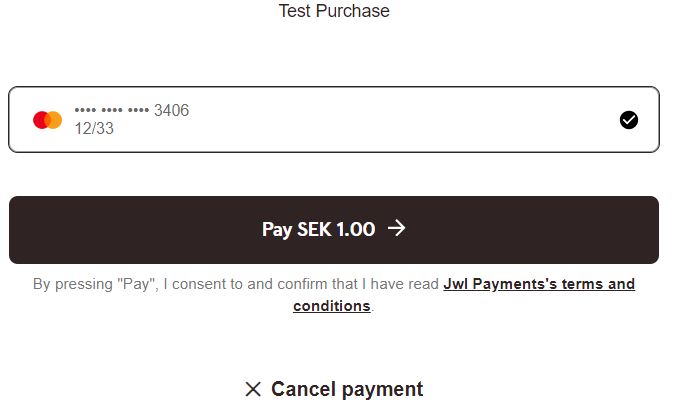 Test Purchase
•••• •••• •••• 3406
12/33
Pay SEK 1.00 →
By pressing "Pay", I consent to and confirm that I have read Jwl Payments's terms and
conditions.
Cancel payment